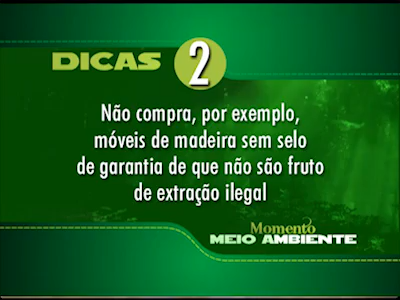 DICAS 2
Não compra, por exemplo,
móveis de madeira sem selo
de garantia de que não são fruto
de extração ilegal
Momento
MEIO AMBIENTE